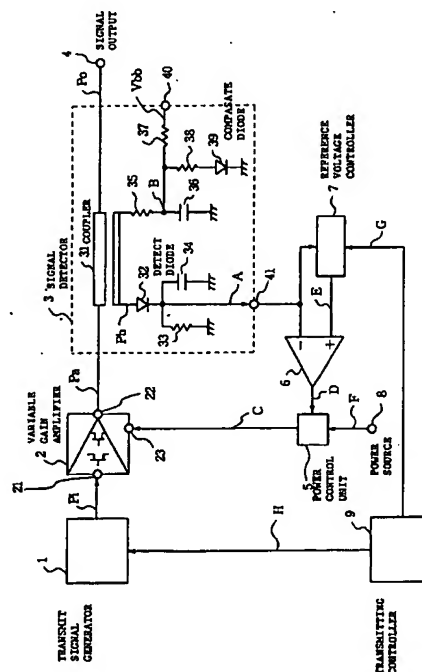 4
SIGNAL
OUTPUT
Po
3
SIGNAL
DETECTOR
31
COUPLER
Vbb
40
37
38
39
COMPASATE
DIODE
B
35
36
DETECT
DIODE
32
34
33
Pb
A
41
Pa
VARIABLE
GAIN
AMPLIFIER
2
22
21
23
Pi
1
TRANSMIT
SIGNAL
GENERATOR
REFERENCE
VOLTAGE
CONTROLLER
7
-
+
E
6
D
G
C
5
POWER
CONTROL
UNIT
F
8
POWER
SOURCE
H
9
TRANSMITTING
CONTROLLER